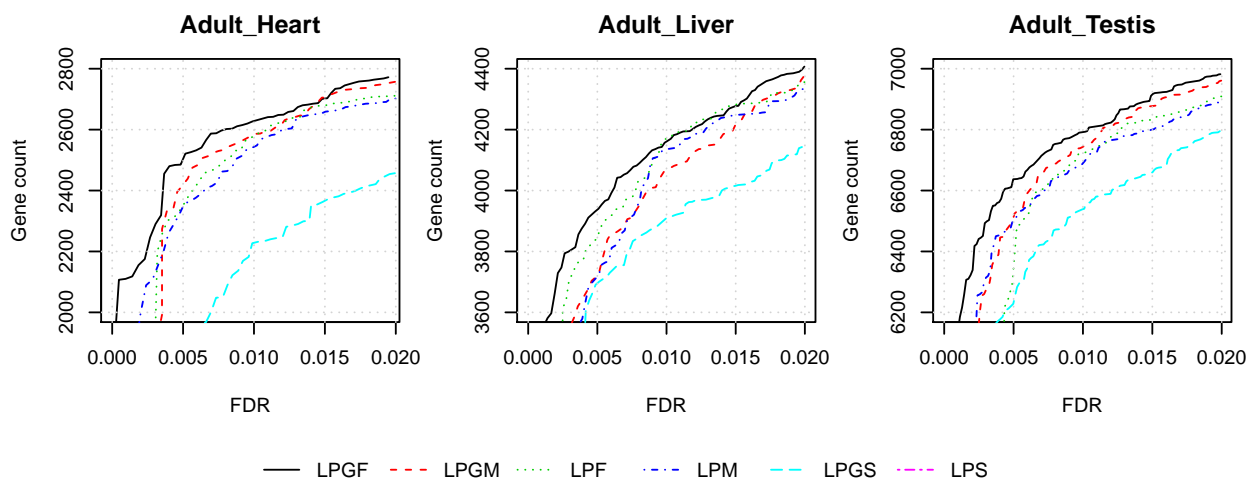 Adult_Heart
Adult_Liver
Adult_Testis
Gene count
2000 2200 2400 2600 2800
0.000 0.005 0.010 0.015 0.020
FDR
Gene count
3600 3800 4000 4200 4400
0.000 0.005 0.010 0.015 0.020
FDR
Gene count
6200 6400 6600 6800 7000
0.000 0.005 0.010 0.015 0.020
FDR
LPGF LPGM LPF LPM LPGS LPS